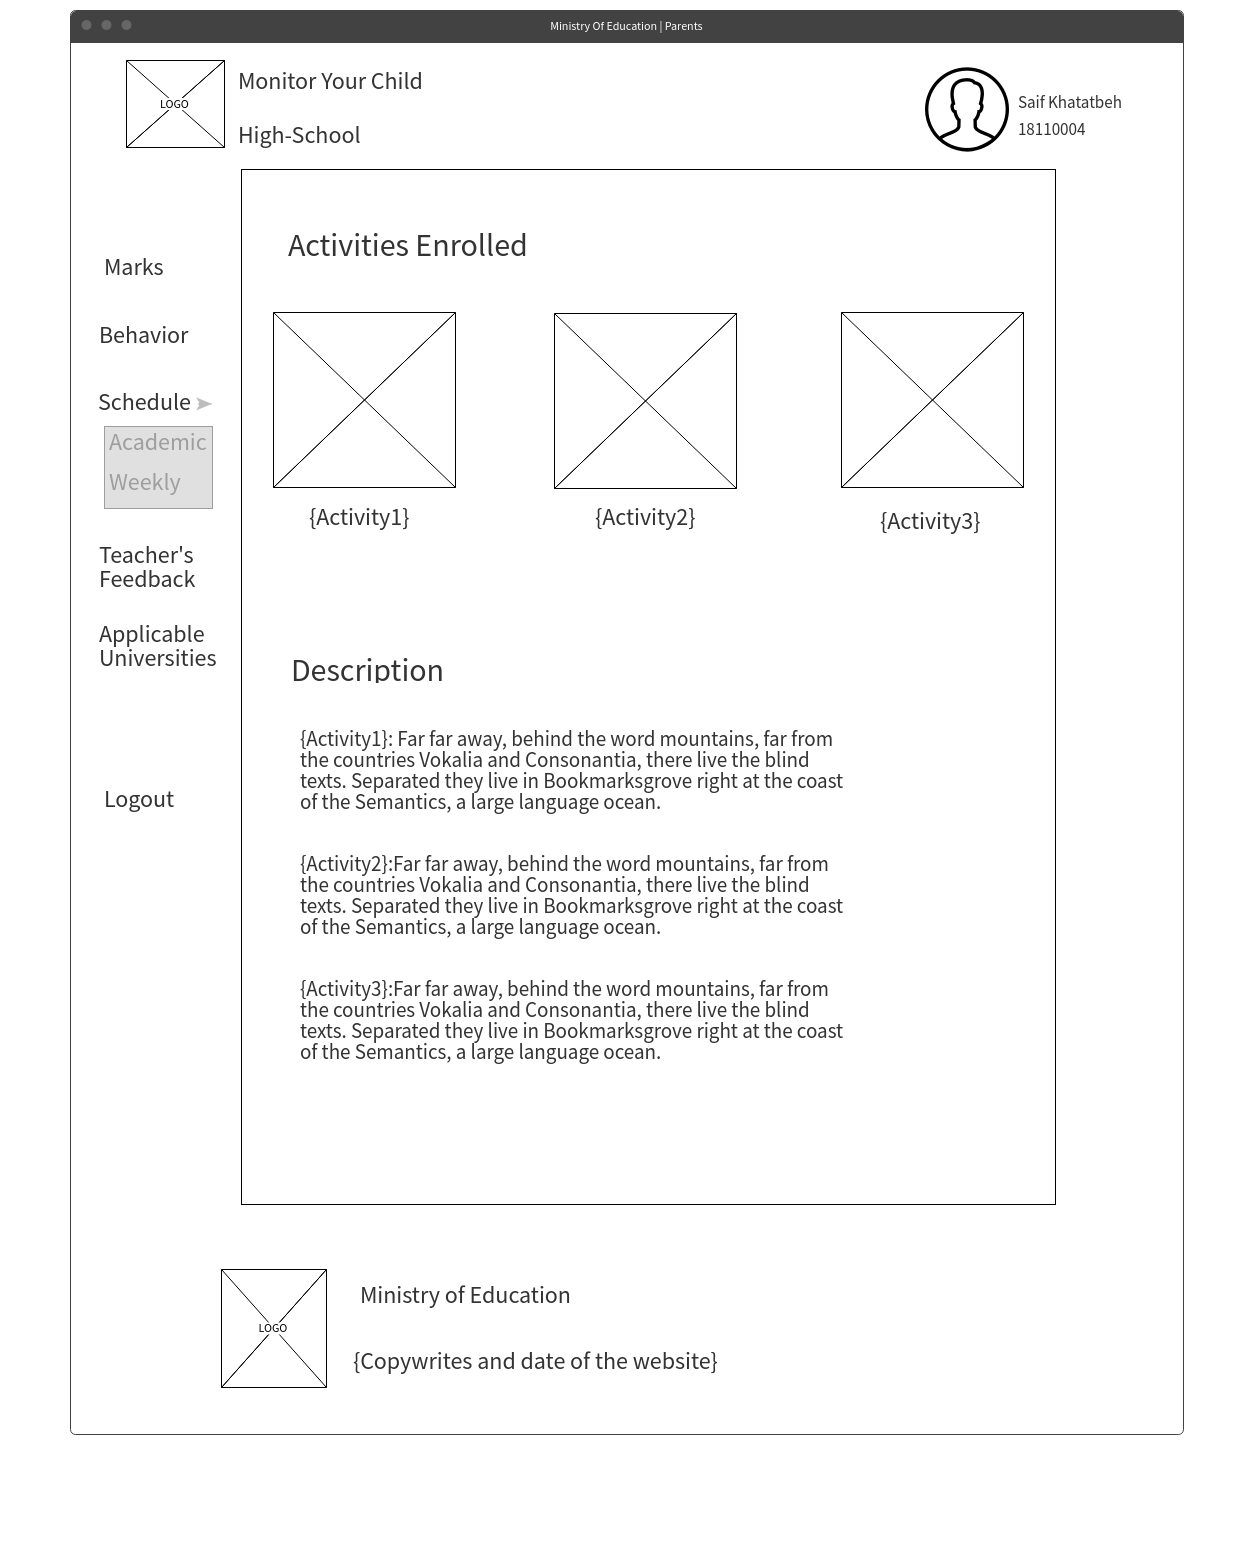 Ministry Of Education | Parents
LOGO
Monitor Your Child
High-School
Saif Khatatbeh
18110004
Marks
Behavior
Schedule
Academic
Weekly
Teacher's
Feedback
Applicable
Universities
Logout
Activities Enrolled
{Activity1}
{Activity2}
{Activity3}
Description
{Activity1}: Far far away, behind the word mountains, far from
the countries Vokalia and Consonantia, there live the blind
texts. Separated they live in Bookmarksgrove right at the coast
of the Semantics, a large language ocean.
{Activity2}:Far far away, behind the word mountains, far from
the countries Vokalia and Consonantia, there live the blind
texts. Separated they live in Bookmarksgrove right at the coast
of the Semantics, a large language ocean.
{Activity3}:Far far away, behind the word mountains, far from
the countries Vokalia and Consonantia, there live the blind
texts. Separated they live in Bookmarksgrove right at the coast
of the Semantics, a large language ocean.
LOGO
Ministry of Education
{Copywrites and date of the website}